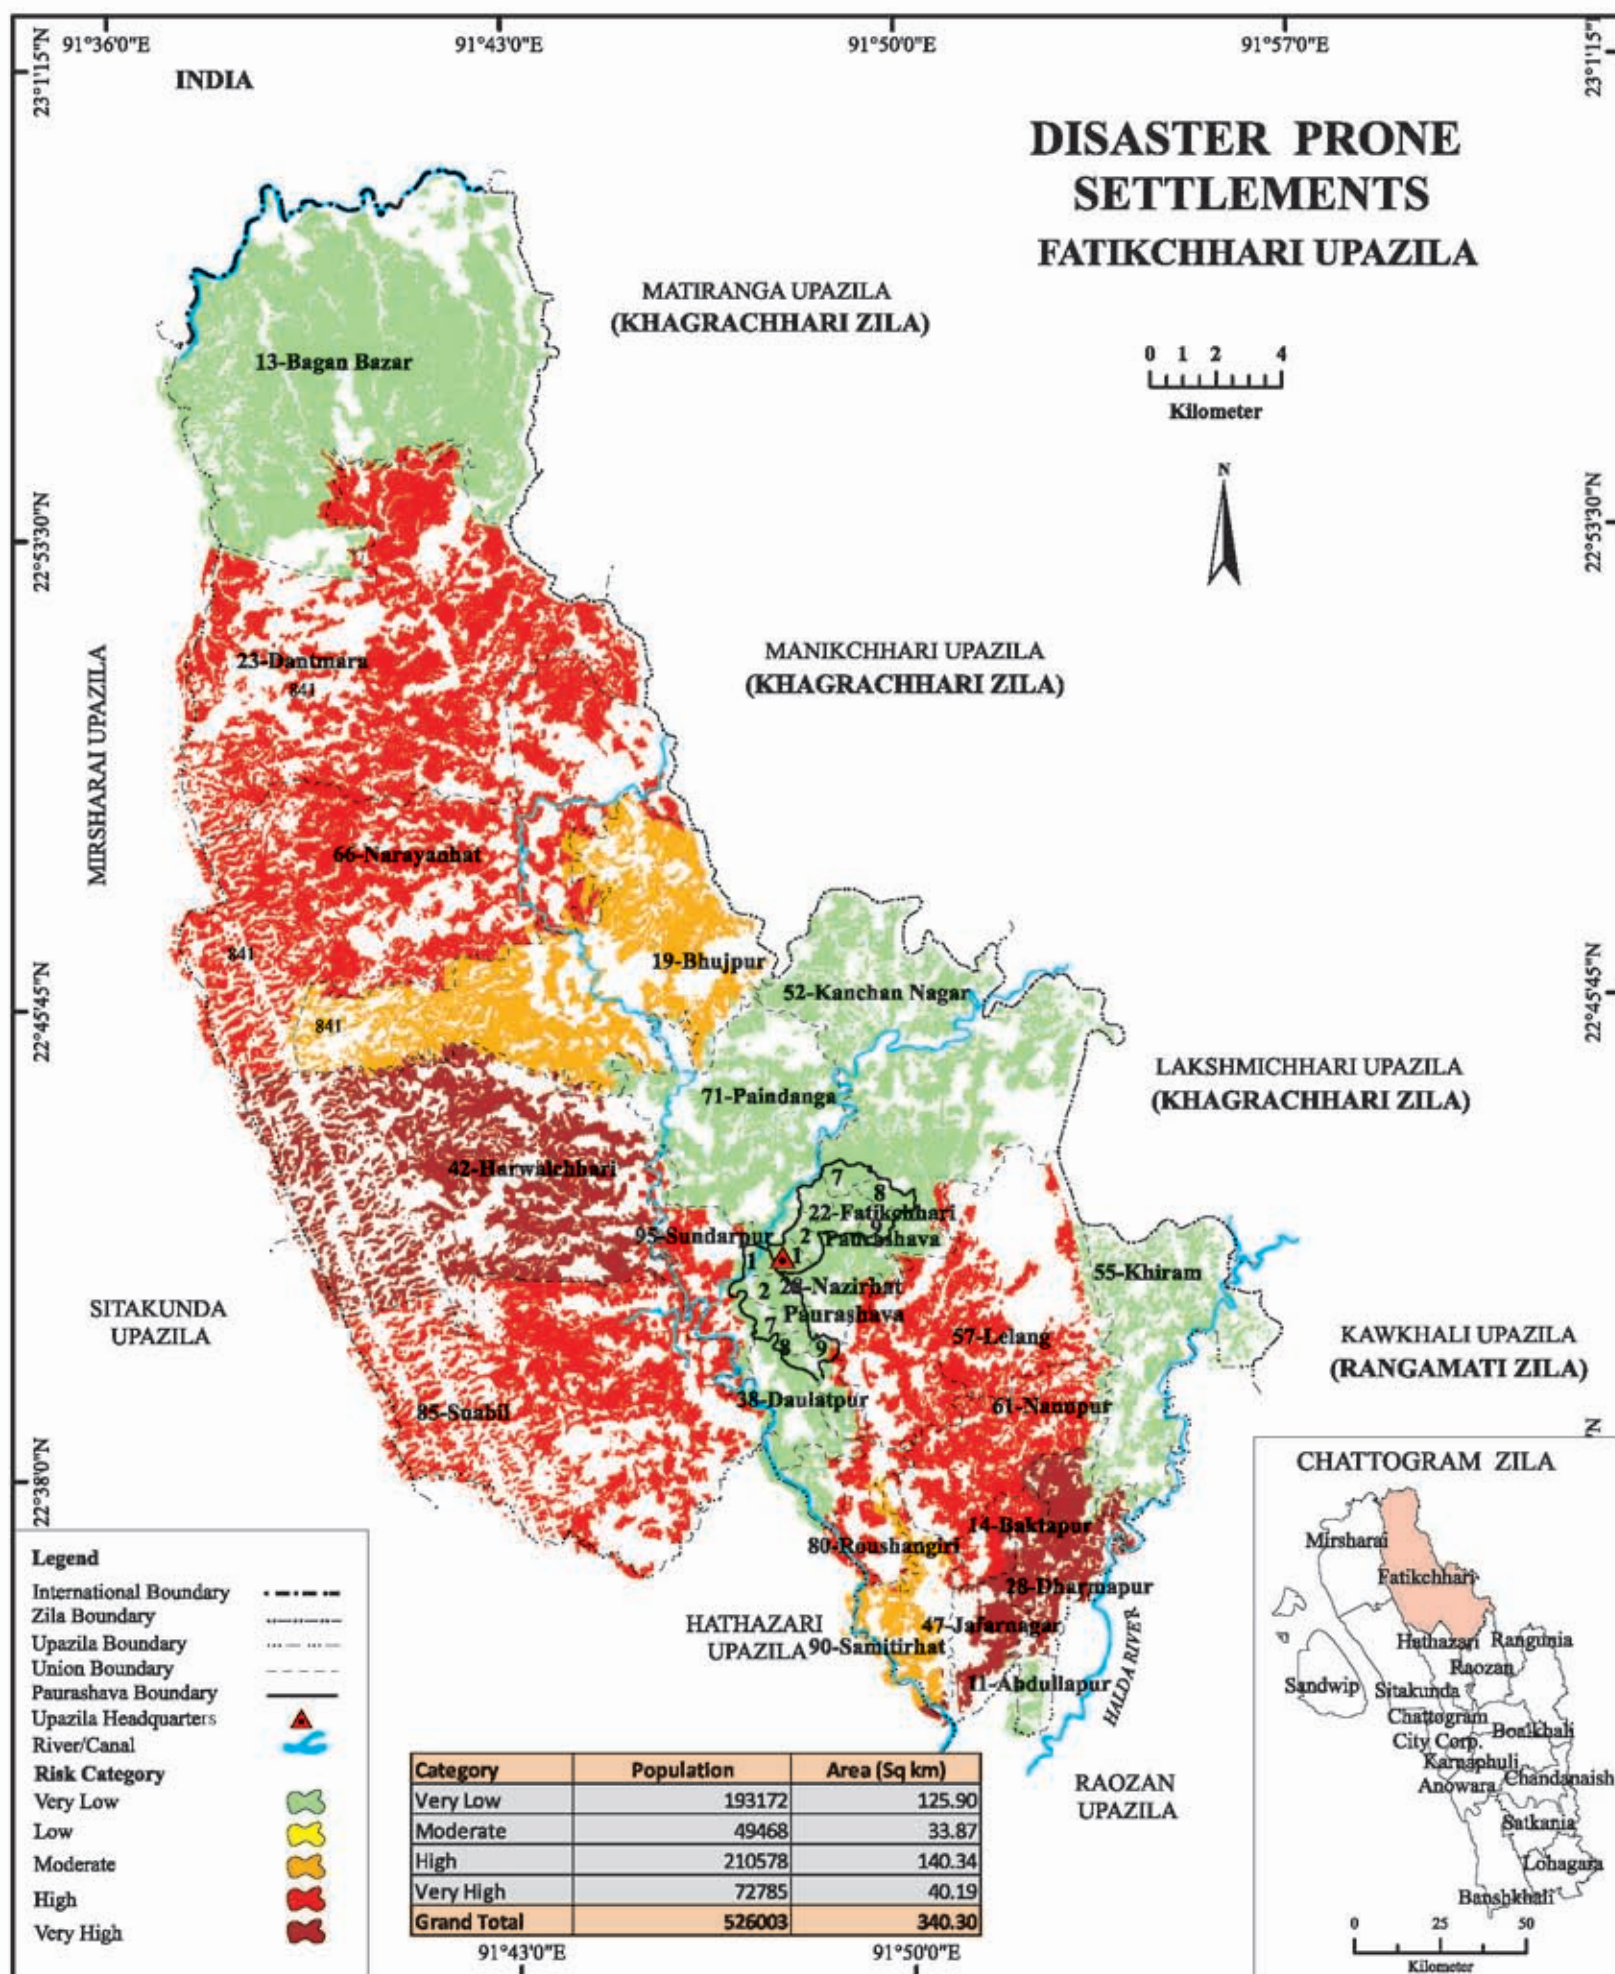 91°36'0"E 91°43'0"E 91°50'0"E 91°57'0"E
23°1'15"N
23°1'15"
INDIA
DISASTER PRONE
SETTLEMENTS
FATIKCHHARI UPAZILA
MATIRANGA UPAZILA
(KHAGRACHHARI ZILA)
0 1 2 4
Kilometer
13-Bagan Bazar
N
22°53'30"N
22°53'30"N
MANIKCHHARI UPAZILA
(KHAGRACHHARI ZILA)
23-Dantmara
841
MIRSHARAI UPAZILA
66-Narayanhat
841
19-Bhujpur
52-Kanchan Nagar
22°45'45"N
22°45'45"N
841
71-Paindanga
LAKSHMICHHARI UPAZILA
(KHAGRACHHARI ZILA)
42-Harwalchhari
7
8
22-Fatikchhari
9
Paurashava
2
95-Sundarpur
1
1
55-Khiram
2
28-Nazirhat
Paurashava
7
8
9
SITAKUNDA
UPAZILA
57-Lelang
KAWKHALI UPAZILA
(RANGAMATI ZILA)
38-Daulatpur
61-Nanupur
85-Suabil
"N
22°38'0"N
14-Baktapur
80-Roushangiri
28-Dharmapur
HATHAZARI
UPAZILA
47-Jafarnagar
90-Samitirhat
11-Abdullapur
HALDA RIVER
RAOZAN
UPAZILA
CHATTOGRAM ZILA
Mirsharai
Fatikchhari
Hathazari Rangunia
Raozan
Sandwip
Sitakunda
Chattogram
City Corp.
Boalkhali
Karnaphuli
Anowara
Chandanaish
Satkania
Lohagara
Banshkhali
0 25 50
Kilometer
Legend
International Boundary
Zila Boundary
Upazila Boundary
Union Boundary
Paurashava Boundary
Upazila Headquarters
River/Canal
Risk Category
Very Low
Low
Moderate
High
Very High
Category Population Area (Sq km)
Very Low 193172 125.90
Moderate 49468 33.87
High 210578 140.34
Very High 72785 40.19
Grand Total 526003 340.30
91°43'0"E 91°50'0"E